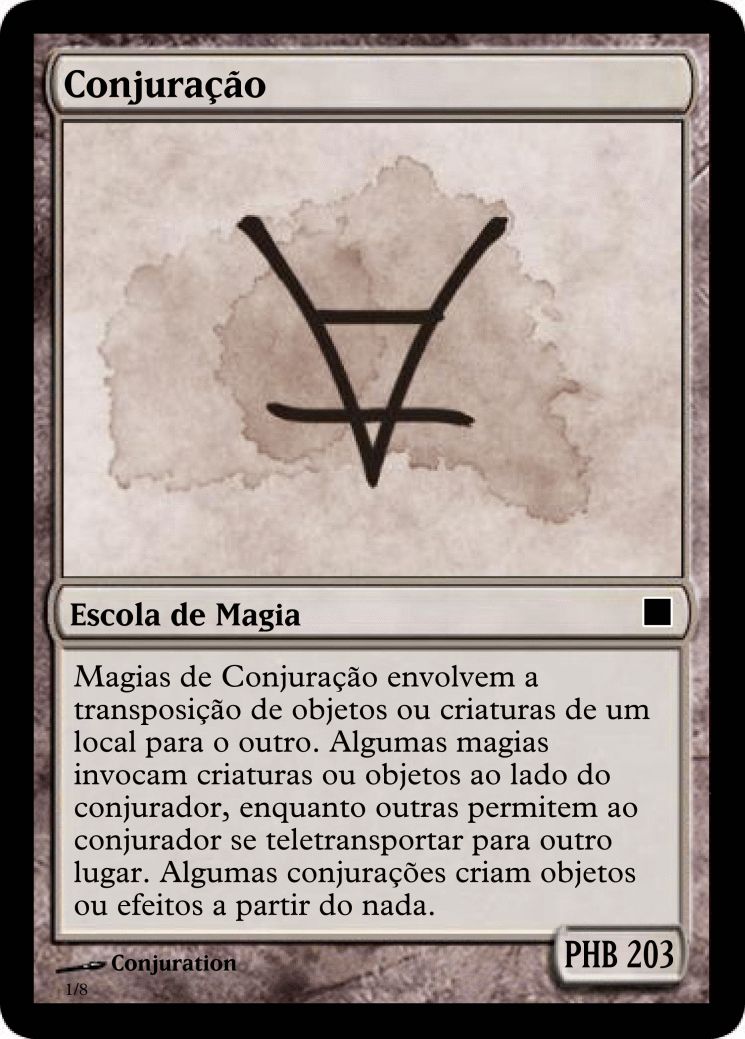 Conjuração
Escola de Magia
Magias de Conjuração envolvem a
transposição de objetos ou criaturas de um
local para o outro. Algumas magias
invocam criaturas ou objetos ao lado do
conjurador, enquanto outras permitem ao
conjurador se teletransportar para outro
lugar. Algumas conjurações criam objetos
ou efeitos a partir do nada.
PHB 203
Conjuration
1/8